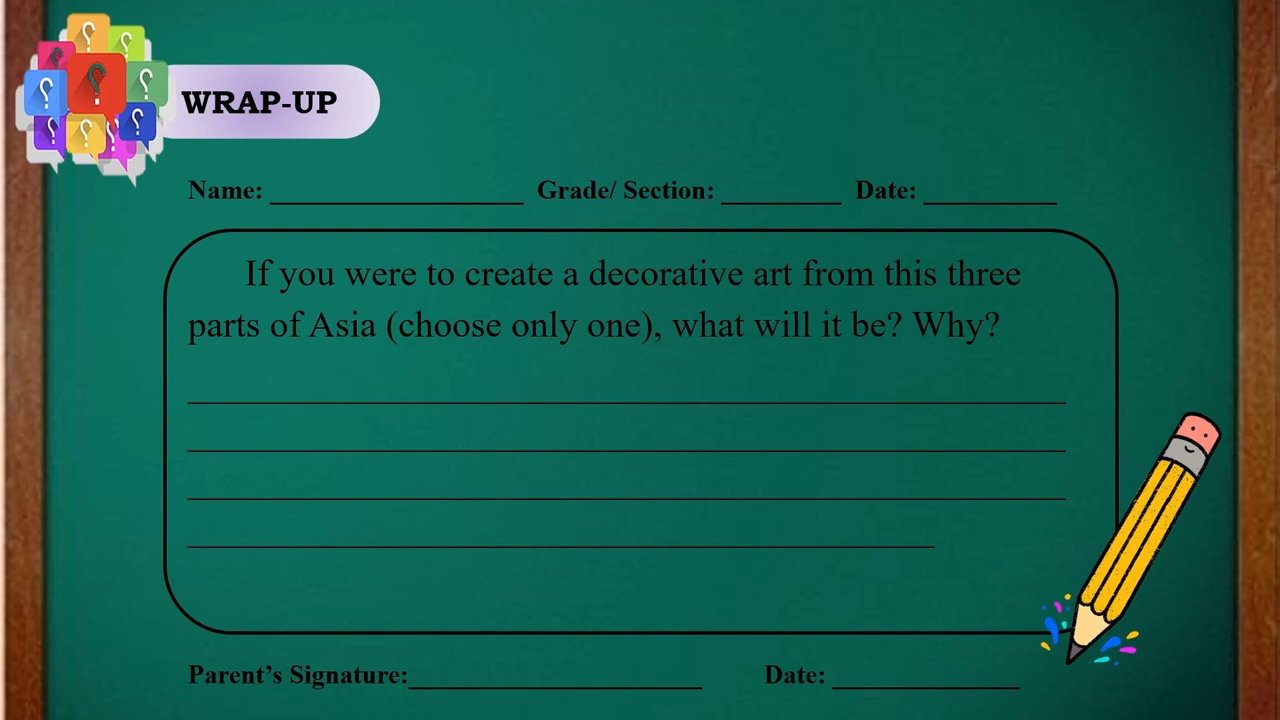 WRAP-UP
Name: ____________________ Grade/ Section: __________ Date: ___________
If you were to create a decorative art from this three
parts of Asia (choose only one), what will it be? Why?
Parent’s Signature:______________________ Date: ______________